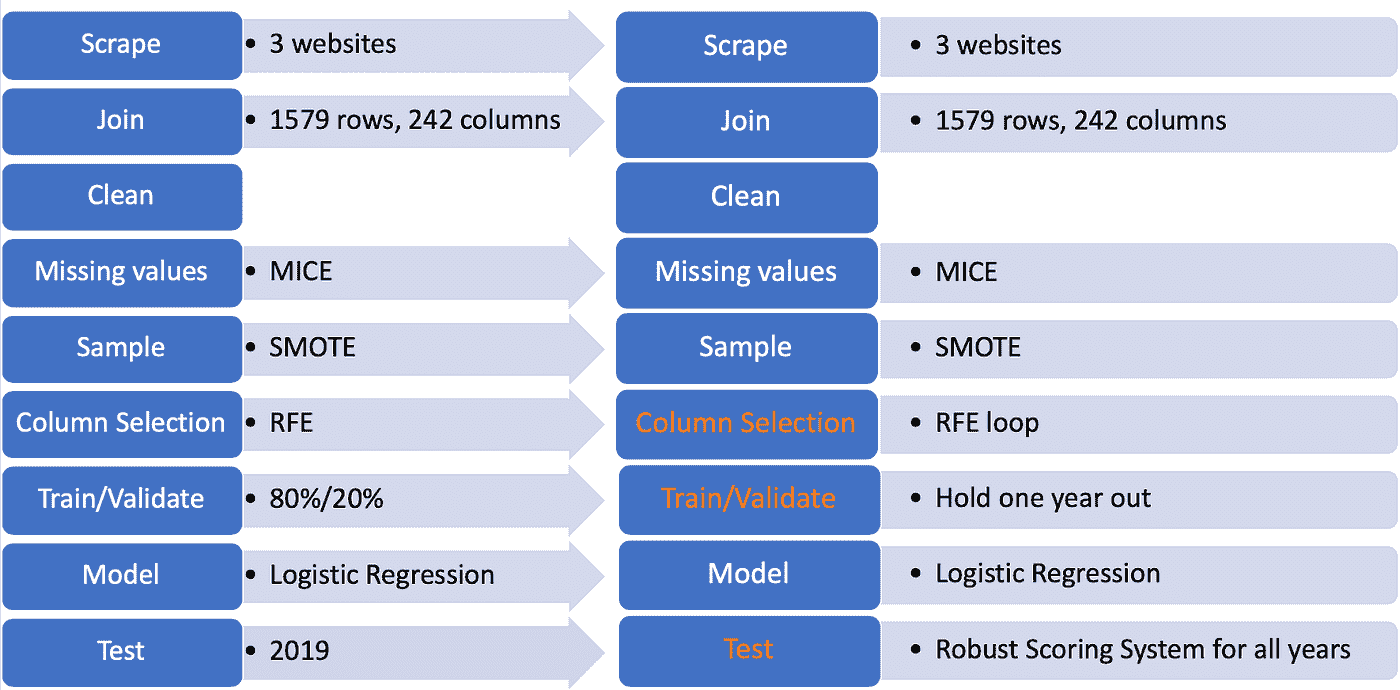 Scrape
• 3 websites
Scrape
• 3 websites
Join
• 1579 rows, 242 columns
Join
• 1579 rows, 242 columns
Clean
Clean
Missing values
• MICE
Missing values
• MICE
Sample
• SMOTE
Sample
• SMOTE
Column Selection
• RFE
Column Selection
• RFE loop
Train/Validate
• 80%/20%
Train/Validate
• Hold one year out
Model
• Logistic Regression
Model
• Logistic Regression
Test
• 2019
Test
• Robust Scoring System for all years